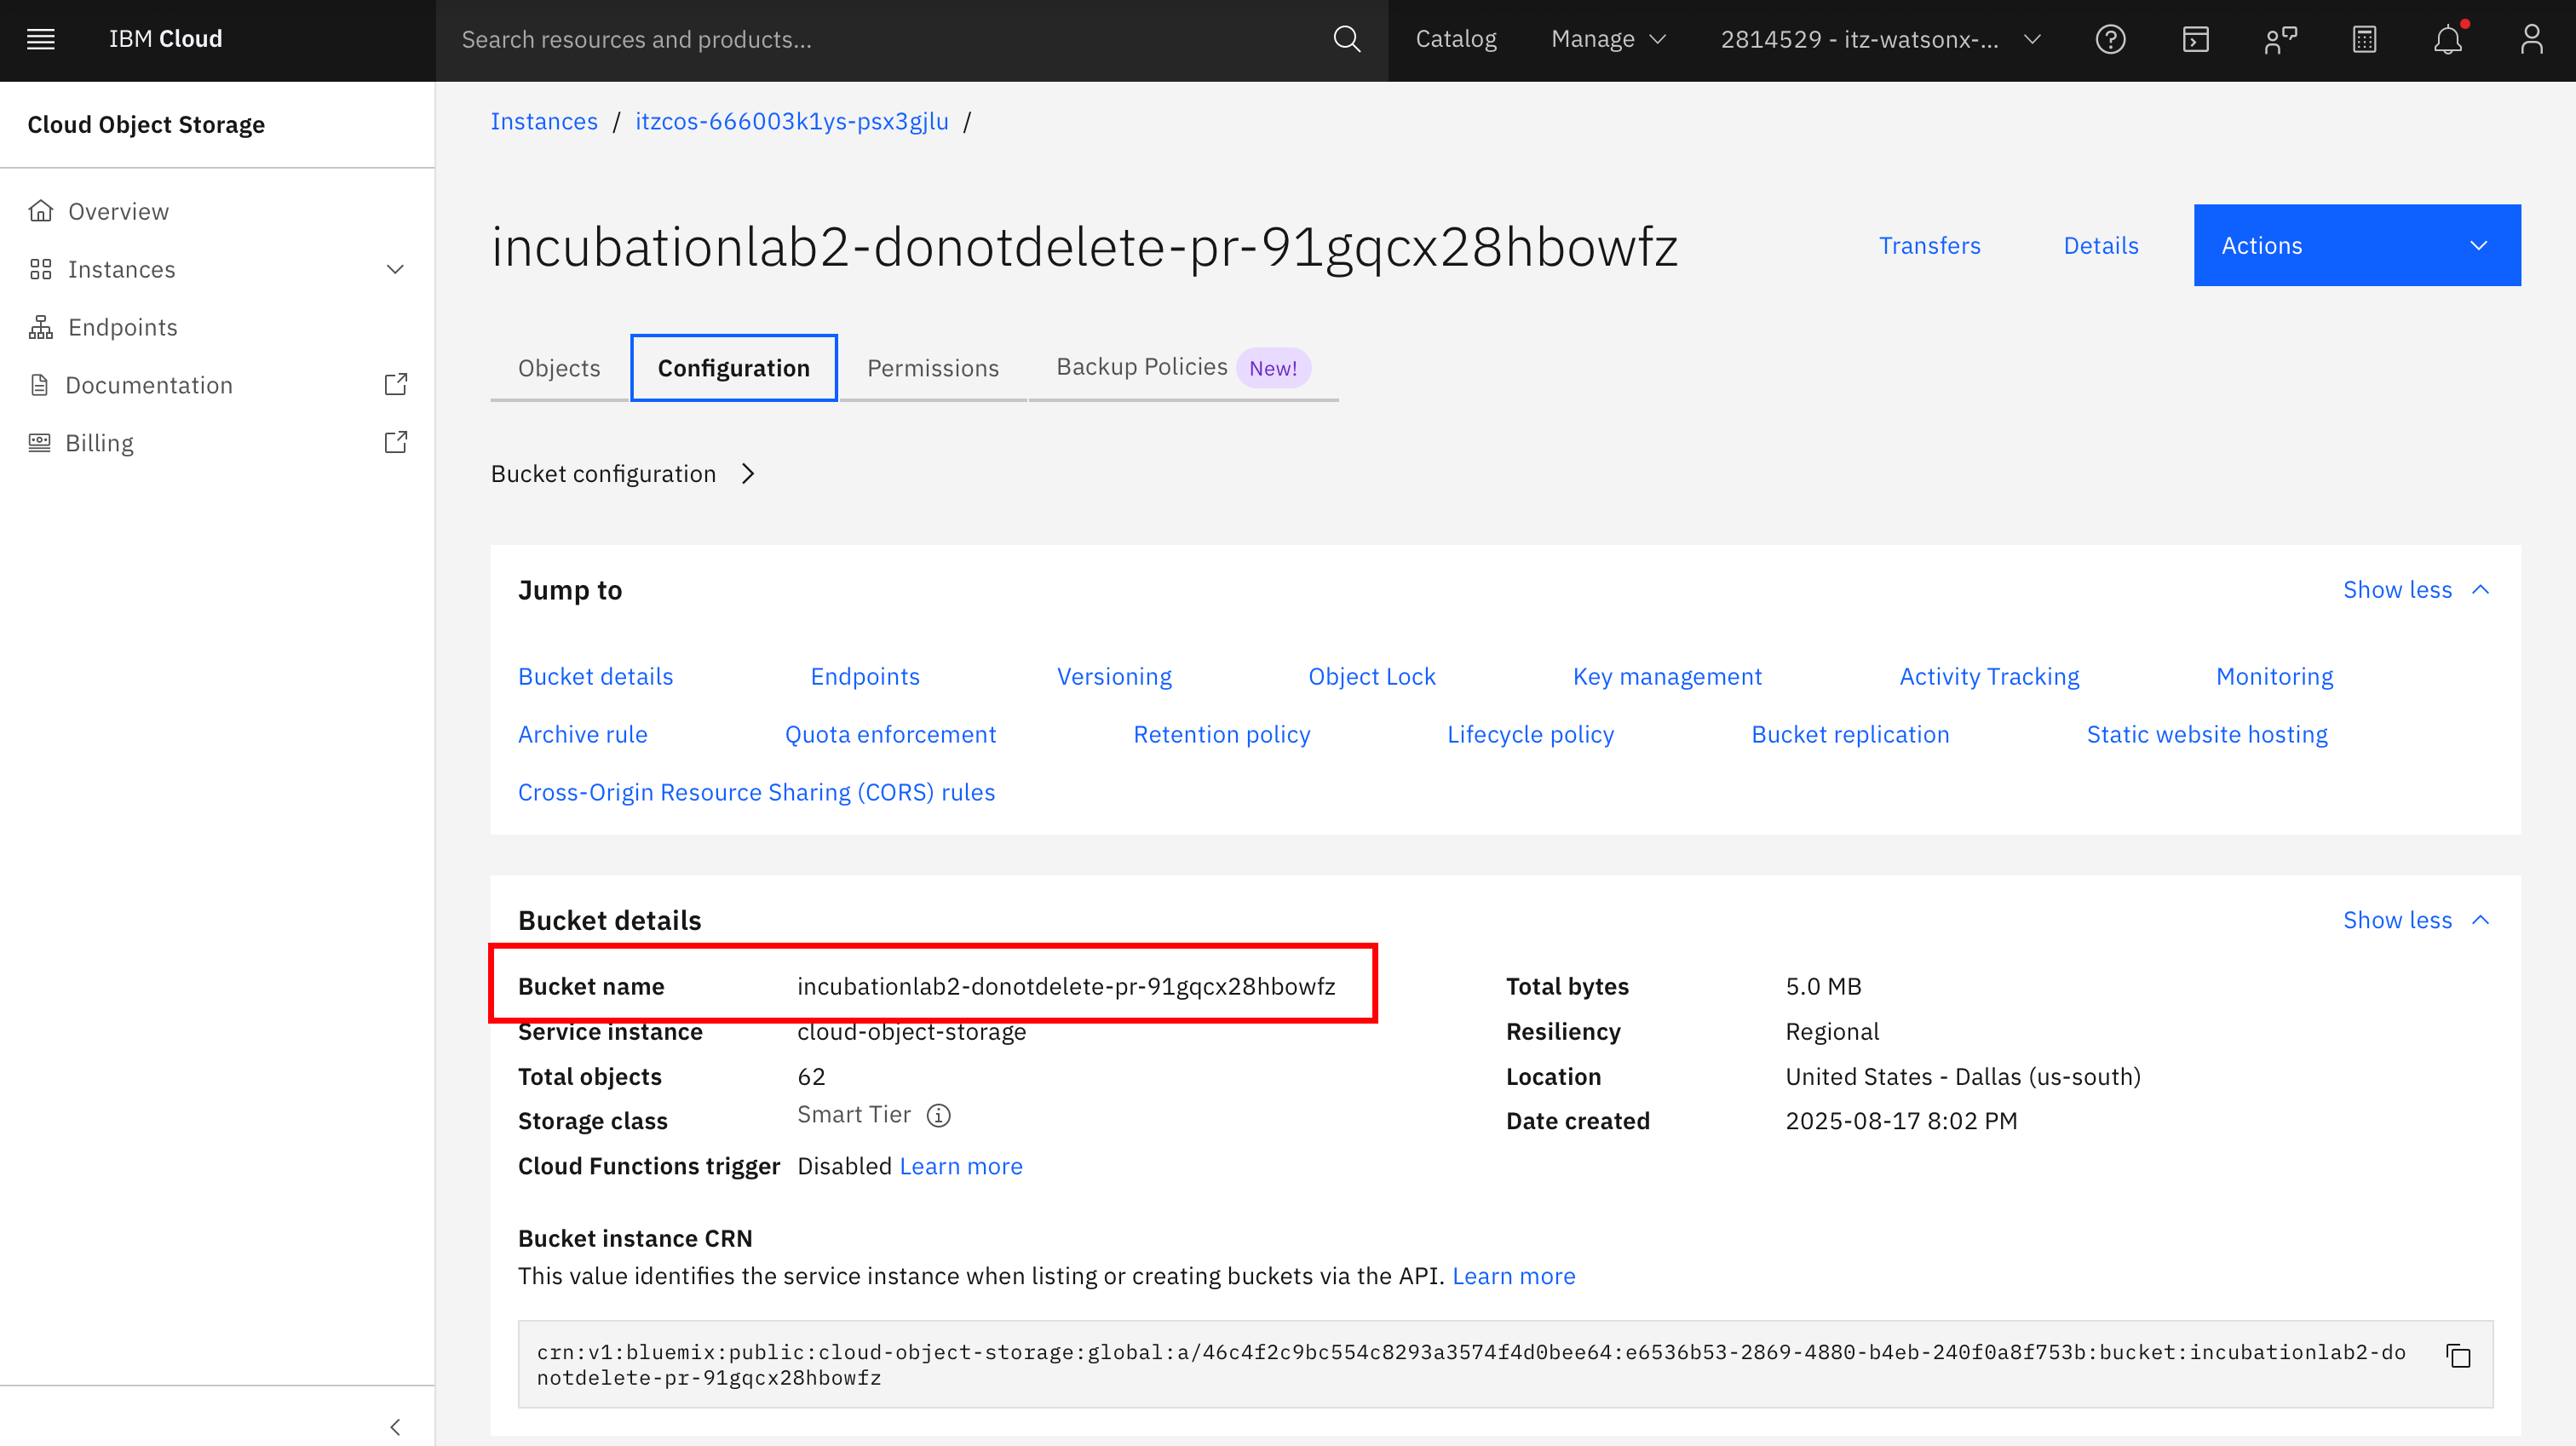 IBM Cloud
Search resources and products...
Catalog
Manage
2814529 - itz-watsonx-...
Cloud Object Storage
Overview
Instances
Endpoints
Documentation
Billing
Instances / itzcos-666003k1ys-psx3gjlu /
incubationlab2-donotdelete-pr-91gqcx28hbowfz
Transfers
Details
Actions
Objects
Configuration
Permissions
Backup Policies New!
Bucket configuration
Jump to
Show less
Bucket details Endpoints Versioning Object Lock Key management Activity Tracking Monitoring
Archive rule Quota enforcement Retention policy Lifecycle policy Bucket replication Static website hosting
Cross-Origin Resource Sharing (CORS) rules
Bucket details
Show less
Bucket name incubationlab2-donotdelete-pr-91gqcx28hbowfz
Service instance cloud-object-storage
Total objects 62
Storage class Smart Tier
Cloud Functions trigger Disabled Learn more
Total bytes 5.0 MB
Resiliency Regional
Location United States - Dallas (us-south)
Date created 2025-08-17 8:02 PM
Bucket instance CRN
This value identifies the service instance when listing or creating buckets via the API. Learn more
crn:v1:bluemix:public:cloud-object-storage:global:a/46c4f2c9bc554c8293a3574f4d0bee64:e6536b53-2869-4880-b4eb-240f0a8f753b:bucket:incubationlab2-do
notdelete-pr-91gqcx28hbowfz